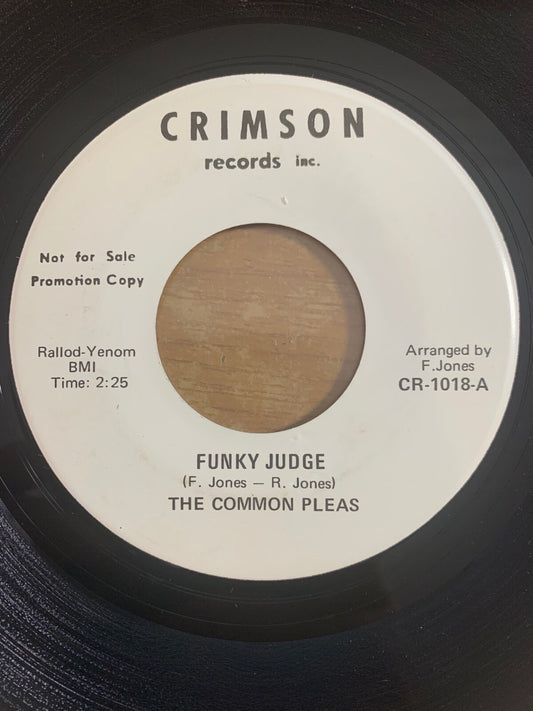 CRIMSON
records inc.
Not for Sale
Promotion Copy
Rallod-Yenom
BMI
Time: 2:25
Arranged by
F.Jones
CR-1018-A
FUNKY JUDGE
(F. Jones — R. Jones)
THE COMMON PLEAS